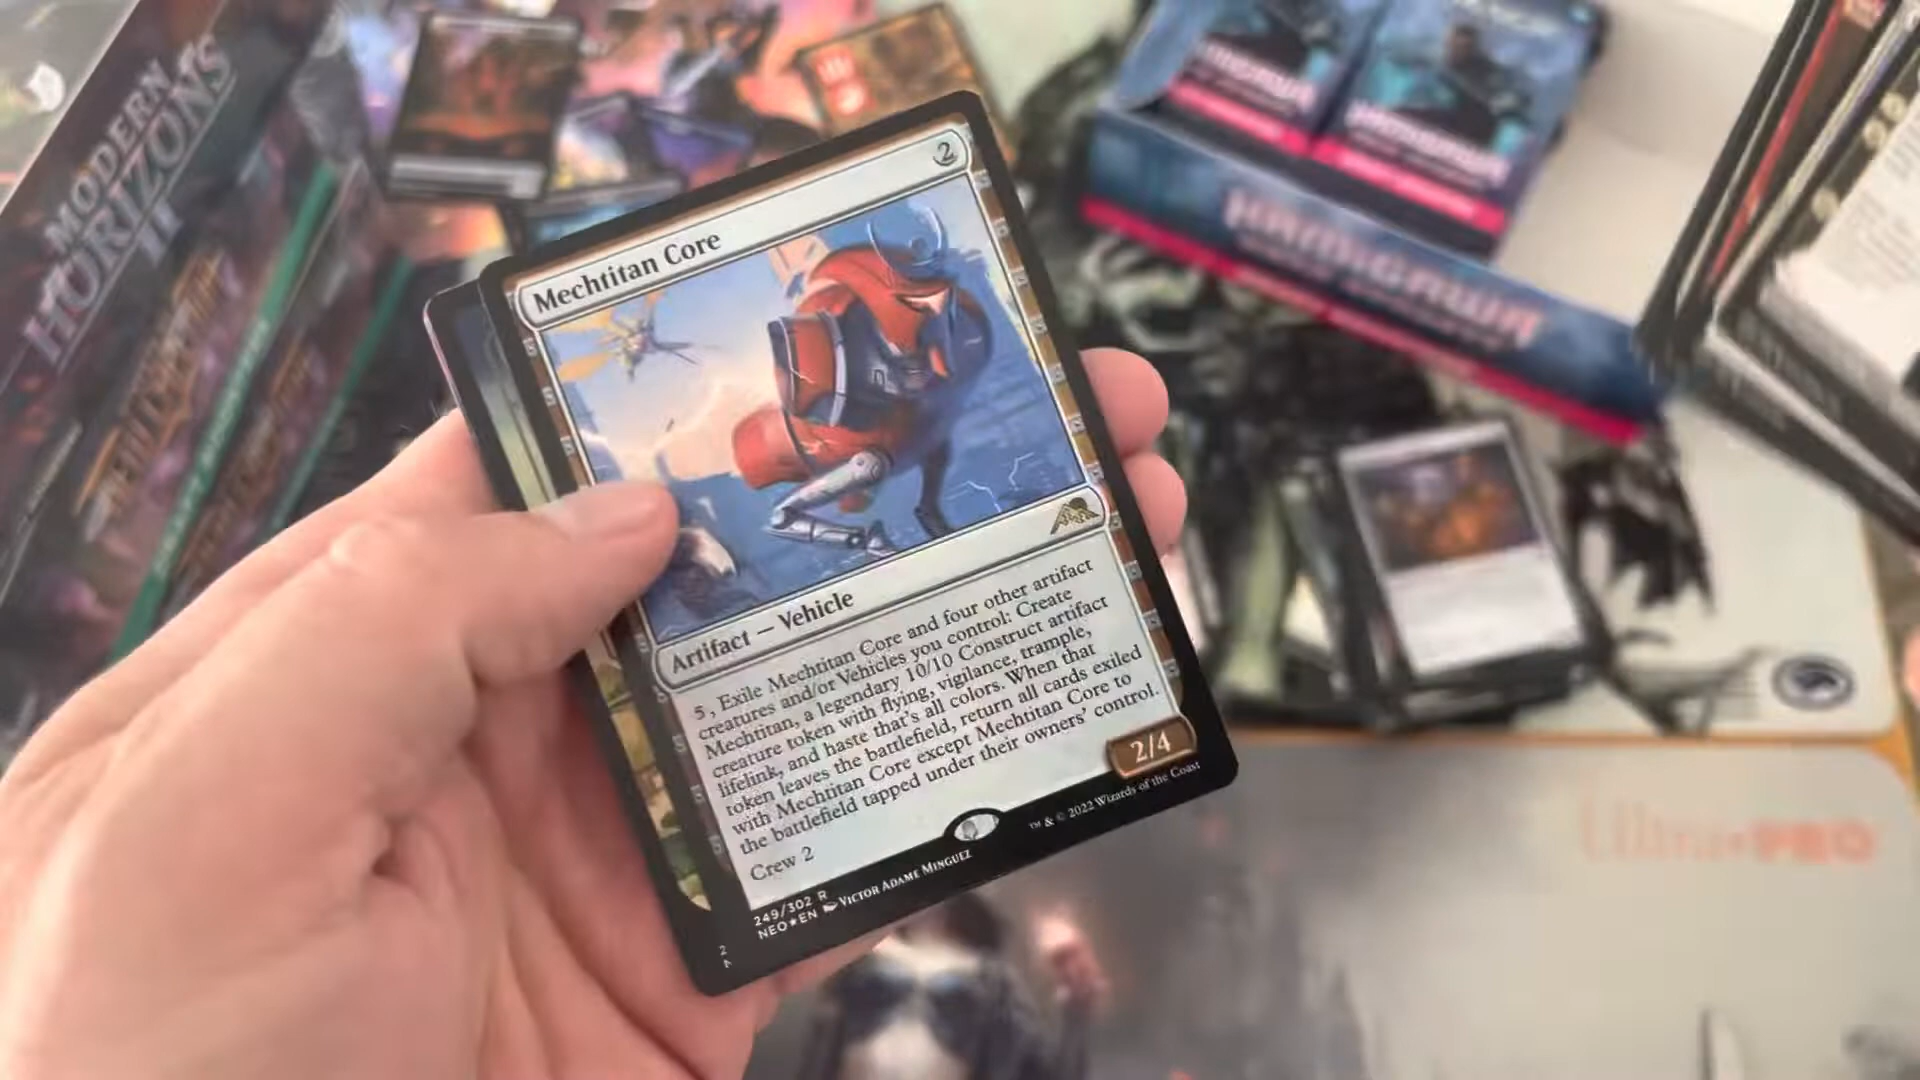 MODERN
HORIZONS
II
Mechtitan Core
2
Artifact — Vehicle
5, Exile Mechtitan Core and four other artifact
creatures and/or Vehicles you control: Create
Mechtitan, a legendary 10/10 Construct artifact
creature token with flying, vigilance, trample,
lifelink, and haste that's all colors. When that
token leaves the battlefield, return all cards exiled
with Mechtitan Core except Mechtitan Core to
the battlefield tapped under their owners' control.
Crew 2
2/4
249/302 R
NEO★EN VICTOR ADAME MINGUEZ
™ & © 2022 Wizards of the Coast
KAMIGAWA
Ultra PRO